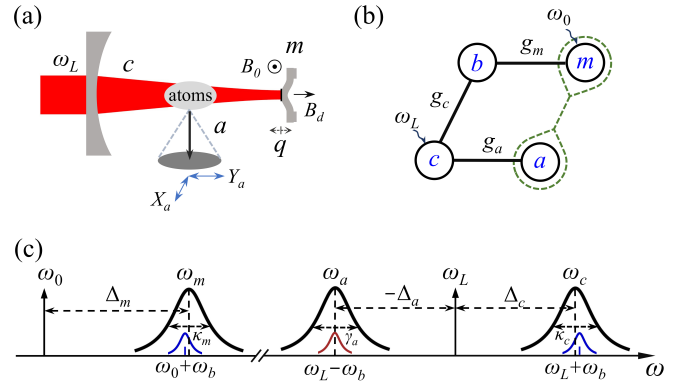 (a)
ω_L
c
atoms
B_0
m
B_d
a
q
Y_a
X_a
(b)
ω_0
b
g_m
m
g_c
ω_L
c
g_a
a
(c)
ω_0
ω_m
ω_a
ω_L
ω_c
Δ_m
−Δ_a
Δ_c
κ_m
γ_a
κ_c
ω_0+ω_b
ω_L−ω_b
ω_L+ω_b
ω